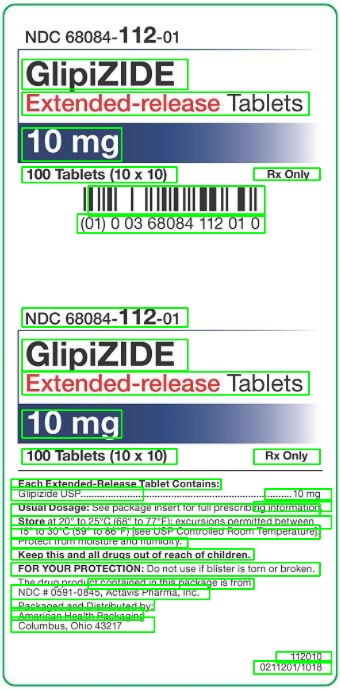 NDC 68084-112-01
GlipiZIDE
Extended-release Tablets
10 mg
100 Tablets (10 x 10) Rx Only
(01) 0 03 68084 112 01 0
NDC 68084-112-01
GlipiZIDE
Extended-release Tablets
10 mg
100 Tablets (10 x 10) Rx Only
Each Extended-Release Tablet Contains:
Glipizide USP.......................................................................10 mg
Usual Dosage: See package insert for full prescribing information.
Store at 20° to 25°C (68° to 77°F); excursions permitted between
15° to 30°C (59° to 86°F) [see USP Controlled Room Temperature].
Protect from moisture and humidity.
Keep this and all drugs out of reach of children.
FOR YOUR PROTECTION: Do not use if blister is torn or broken.
The drug product contained in this package is from
NDC # 0591-0845, Actavis Pharma, Inc.
Packaged and Distributed by:
American Health Packaging
Columbus, Ohio 43217
112010
0211201/1018